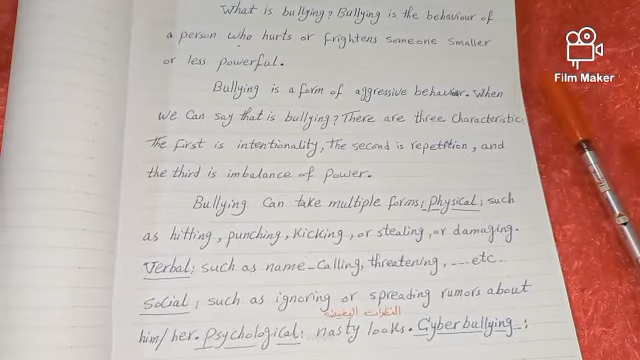 What is bullying? Bullying is the behaviour of
a person who hurts or frightens someone smaller
or less powerful.
Bullying is a form of aggressive behavior. When
we can say that is bullying? There are three characteristic
The first is intentionality, The second is repetition, and
the third is imbalance of power.
Bullying can take multiple forms; physical; such
as hitting, punching, kicking, or stealing, or damaging.
Verbal; such as name-calling, threatening, ....etc..
Social; such as ignoring or spreading rumors about
النظرات البغيضة
him/her. Psychological: nasty looks. Cyberbullying;
Film Maker